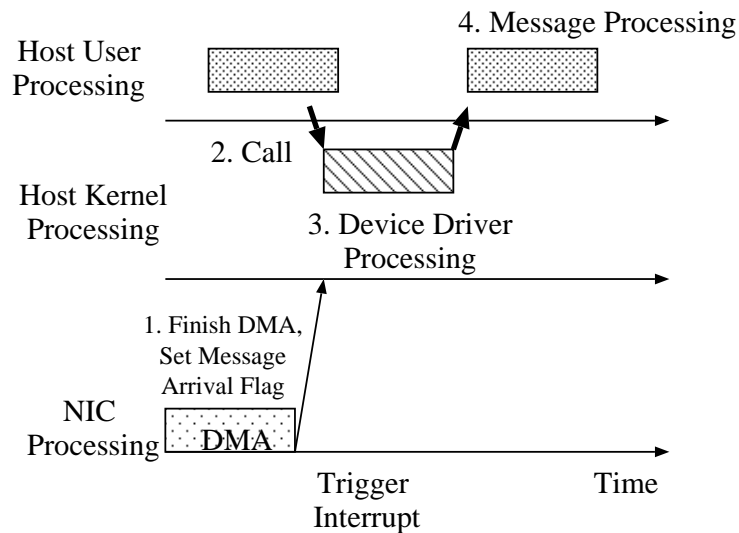 4. Message Processing
Host User
Processing
2. Call
Host Kernel
Processing
3. Device Driver
Processing
1. Finish DMA,
Set Message
Arrival Flag
NIC
Processing
DMA
Trigger
Interrupt
Time